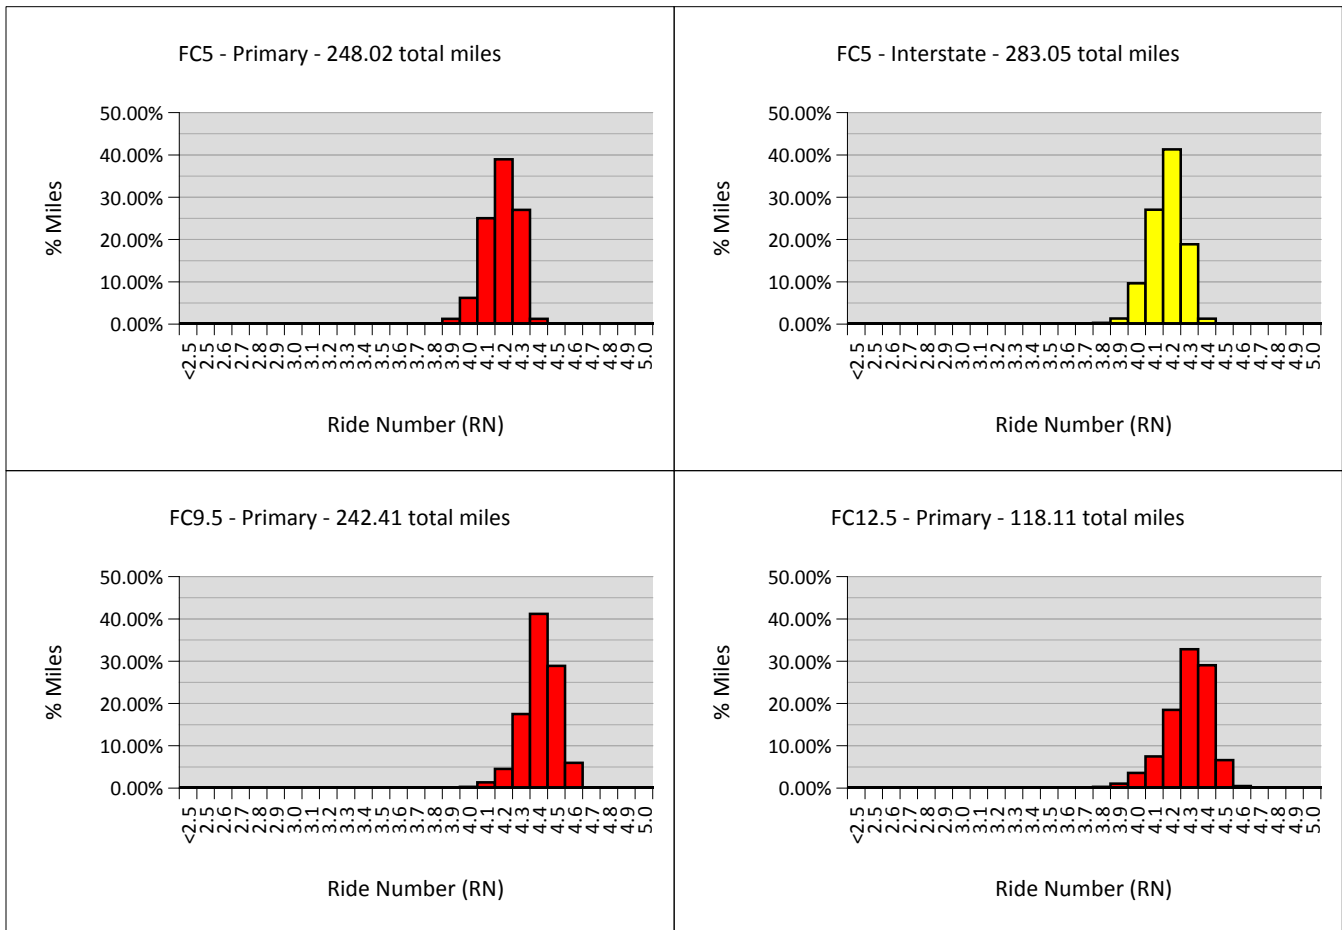 FC5 - Primary - 248.02 total miles
50.00%
40.00%
30.00%
20.00%
10.00%
0.00%
% Miles
<2.5 2.5 2.6 2.7 2.8 2.9 3.0 3.1 3.2 3.3 3.4 3.5 3.6 3.7 3.8 3.9 4.0 4.1 4.2 4.3 4.4 4.5 4.6 4.7 4.8 4.9 5.0
Ride Number (RN)
FC5 - Interstate - 283.05 total miles
50.00%
40.00%
30.00%
20.00%
10.00%
0.00%
% Miles
<2.5 2.5 2.6 2.7 2.8 2.9 3.0 3.1 3.2 3.3 3.4 3.5 3.6 3.7 3.8 3.9 4.0 4.1 4.2 4.3 4.4 4.5 4.6 4.7 4.8 4.9 5.0
Ride Number (RN)
FC9.5 - Primary - 242.41 total miles
50.00%
40.00%
30.00%
20.00%
10.00%
0.00%
% Miles
<2.5 2.5 2.6 2.7 2.8 2.9 3.0 3.1 3.2 3.3 3.4 3.5 3.6 3.7 3.8 3.9 4.0 4.1 4.2 4.3 4.4 4.5 4.6 4.7 4.8 4.9 5.0
Ride Number (RN)
FC12.5 - Primary - 118.11 total miles
50.00%
40.00%
30.00%
20.00%
10.00%
0.00%
% Miles
<2.5 2.5 2.6 2.7 2.8 2.9 3.0 3.1 3.2 3.3 3.4 3.5 3.6 3.7 3.8 3.9 4.0 4.1 4.2 4.3 4.4 4.5 4.6 4.7 4.8 4.9 5.0
Ride Number (RN)